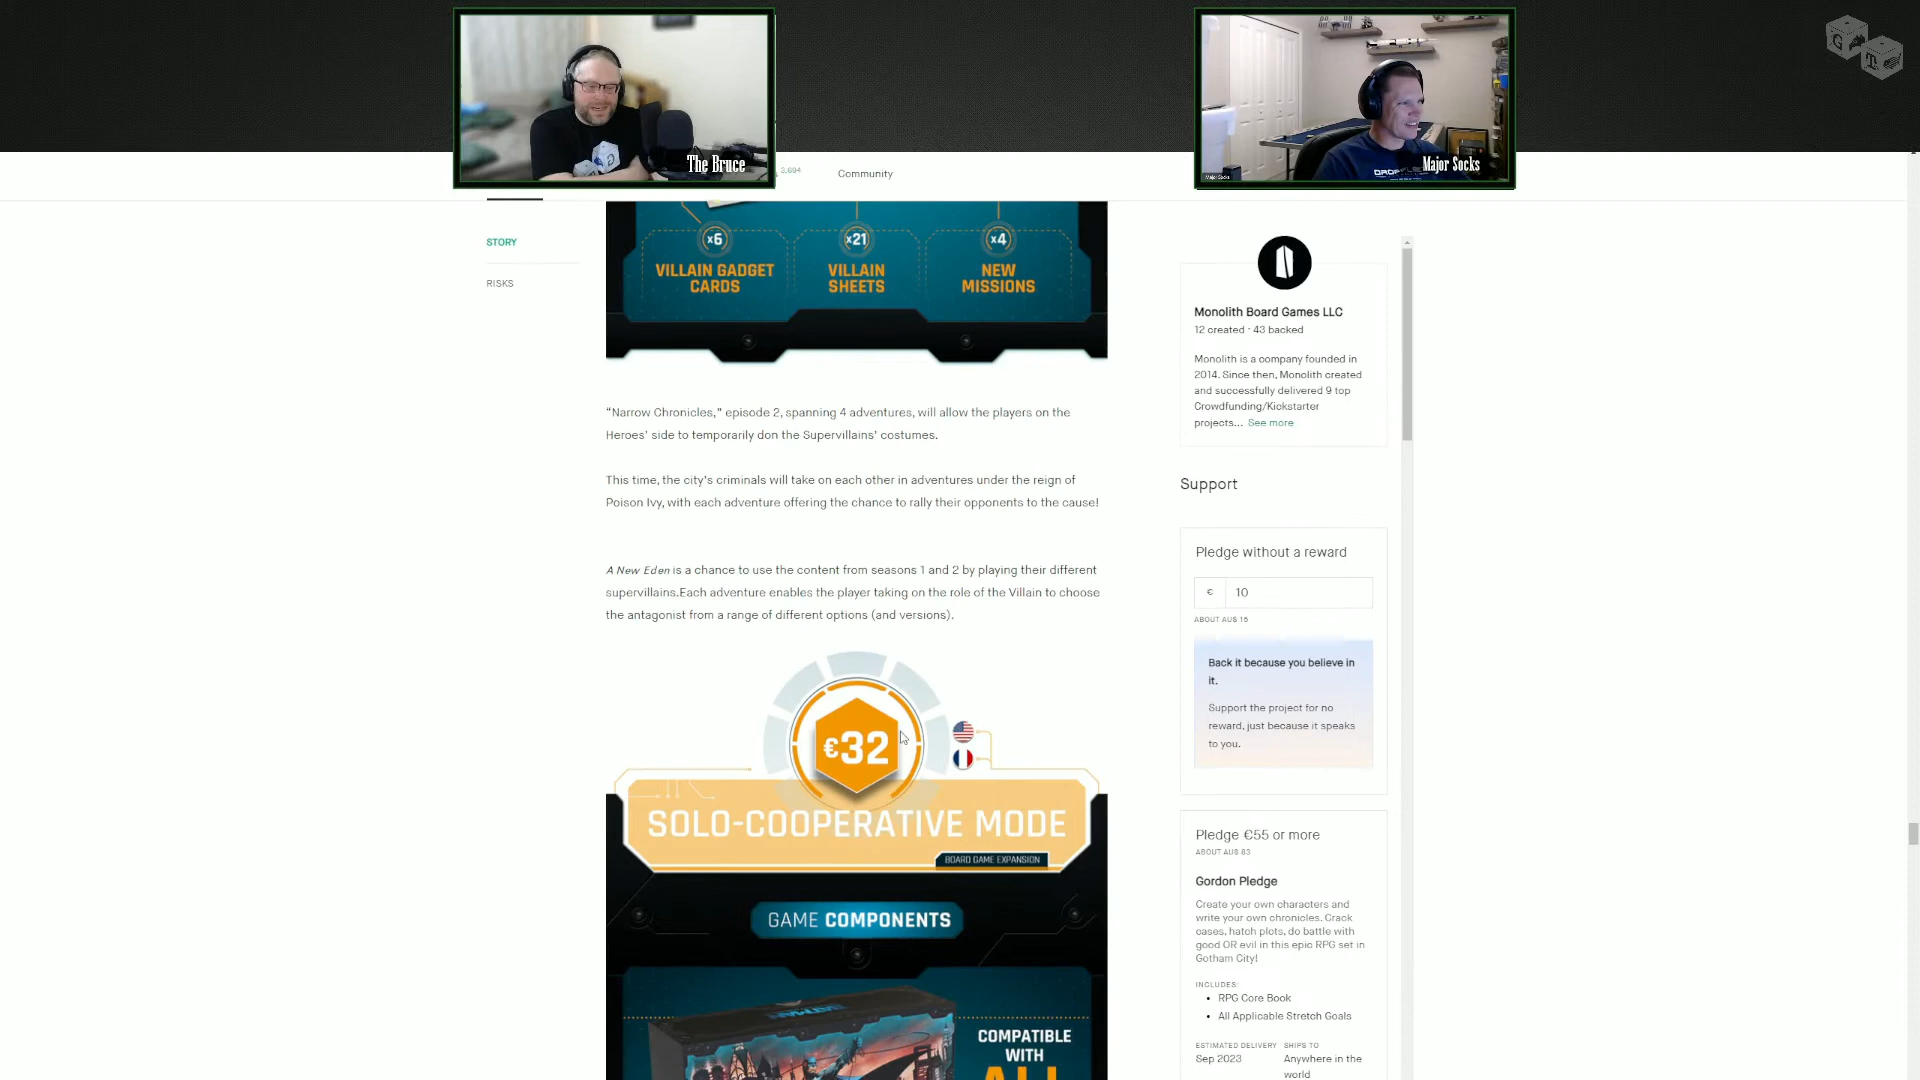 The Bruce
Major Socks
Major Socks
G
T
3,694
Community
STORY
RISKS
x6
x21
x4
VILLAIN GADGET
CARDS
VILLAIN
SHEETS
NEW
MISSIONS
“Narrow Chronicles,” episode 2, spanning 4 adventures, will allow the players on the
Heroes’ side to temporarily don the Supervillains’ costumes.
This time, the city’s criminals will take on each other in adventures under the reign of
Poison Ivy, with each adventure offering the chance to rally their opponents to the cause!
A New Eden is a chance to use the content from seasons 1 and 2 by playing their different
supervillains.Each adventure enables the player taking on the role of the Villain to choose
the antagonist from a range of different options (and versions).
€32
SOLO-COOPERATIVE MODE
BOARD GAME EXPANSION
GAME COMPONENTS
COMPATIBLE
WITH
ALL
Monolith Board Games LLC
12 created · 43 backed
Monolith is a company founded in
2014. Since then, Monolith created
and successfully delivered 9 top
Crowdfunding/Kickstarter
projects... See more
Support
Pledge without a reward
€ 10
ABOUT AU$ 16
Back it because you believe in
it.
Support the project for no
reward, just because it speaks
to you.
Pledge €55 or more
ABOUT AU$ 83
Gordon Pledge
Create your own characters and
write your own chronicles. Crack
cases, hatch plots, do battle with
good OR evil in this epic RPG set in
Gotham City!
INCLUDES:
• RPG Core Book
• All Applicable Stretch Goals
ESTIMATED DELIVERY SHIPS TO
Sep 2023 Anywhere in the
world